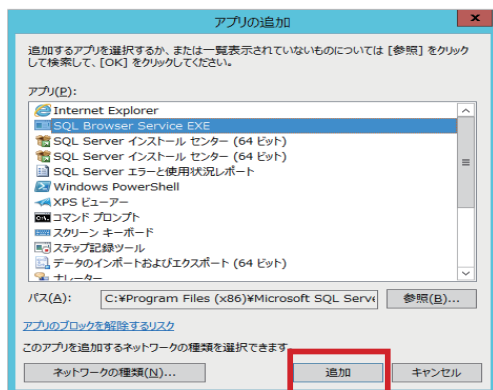 アプリの追加
x
追加するアプリを選択するか、または一覧表示されていないものについては [参照] をクリック
して検索して、[OK] をクリックしてください。
アプリ(P):
Internet Explorer
SQL Browser Service EXE
SQL Server インストール センター (64 ビット)
SQL Server インストール センター (64 ビット)
SQL Server エラーと使用状況レポート
Windows PowerShell
XPS ビューアー
コマンド プロンプト
スクリーン キーボード
ステップ記録ツール
データのインポートおよびエクスポート (64 ビット)
ナレーター
パス(A):
C:¥Program Files (x86)¥Microsoft SQL Serve
参照(B)...
アプリのブロックを解除するリスク
このアプリを追加するネットワークの種類を選択できます。
ネットワークの種類(N)...
追加
キャンセル